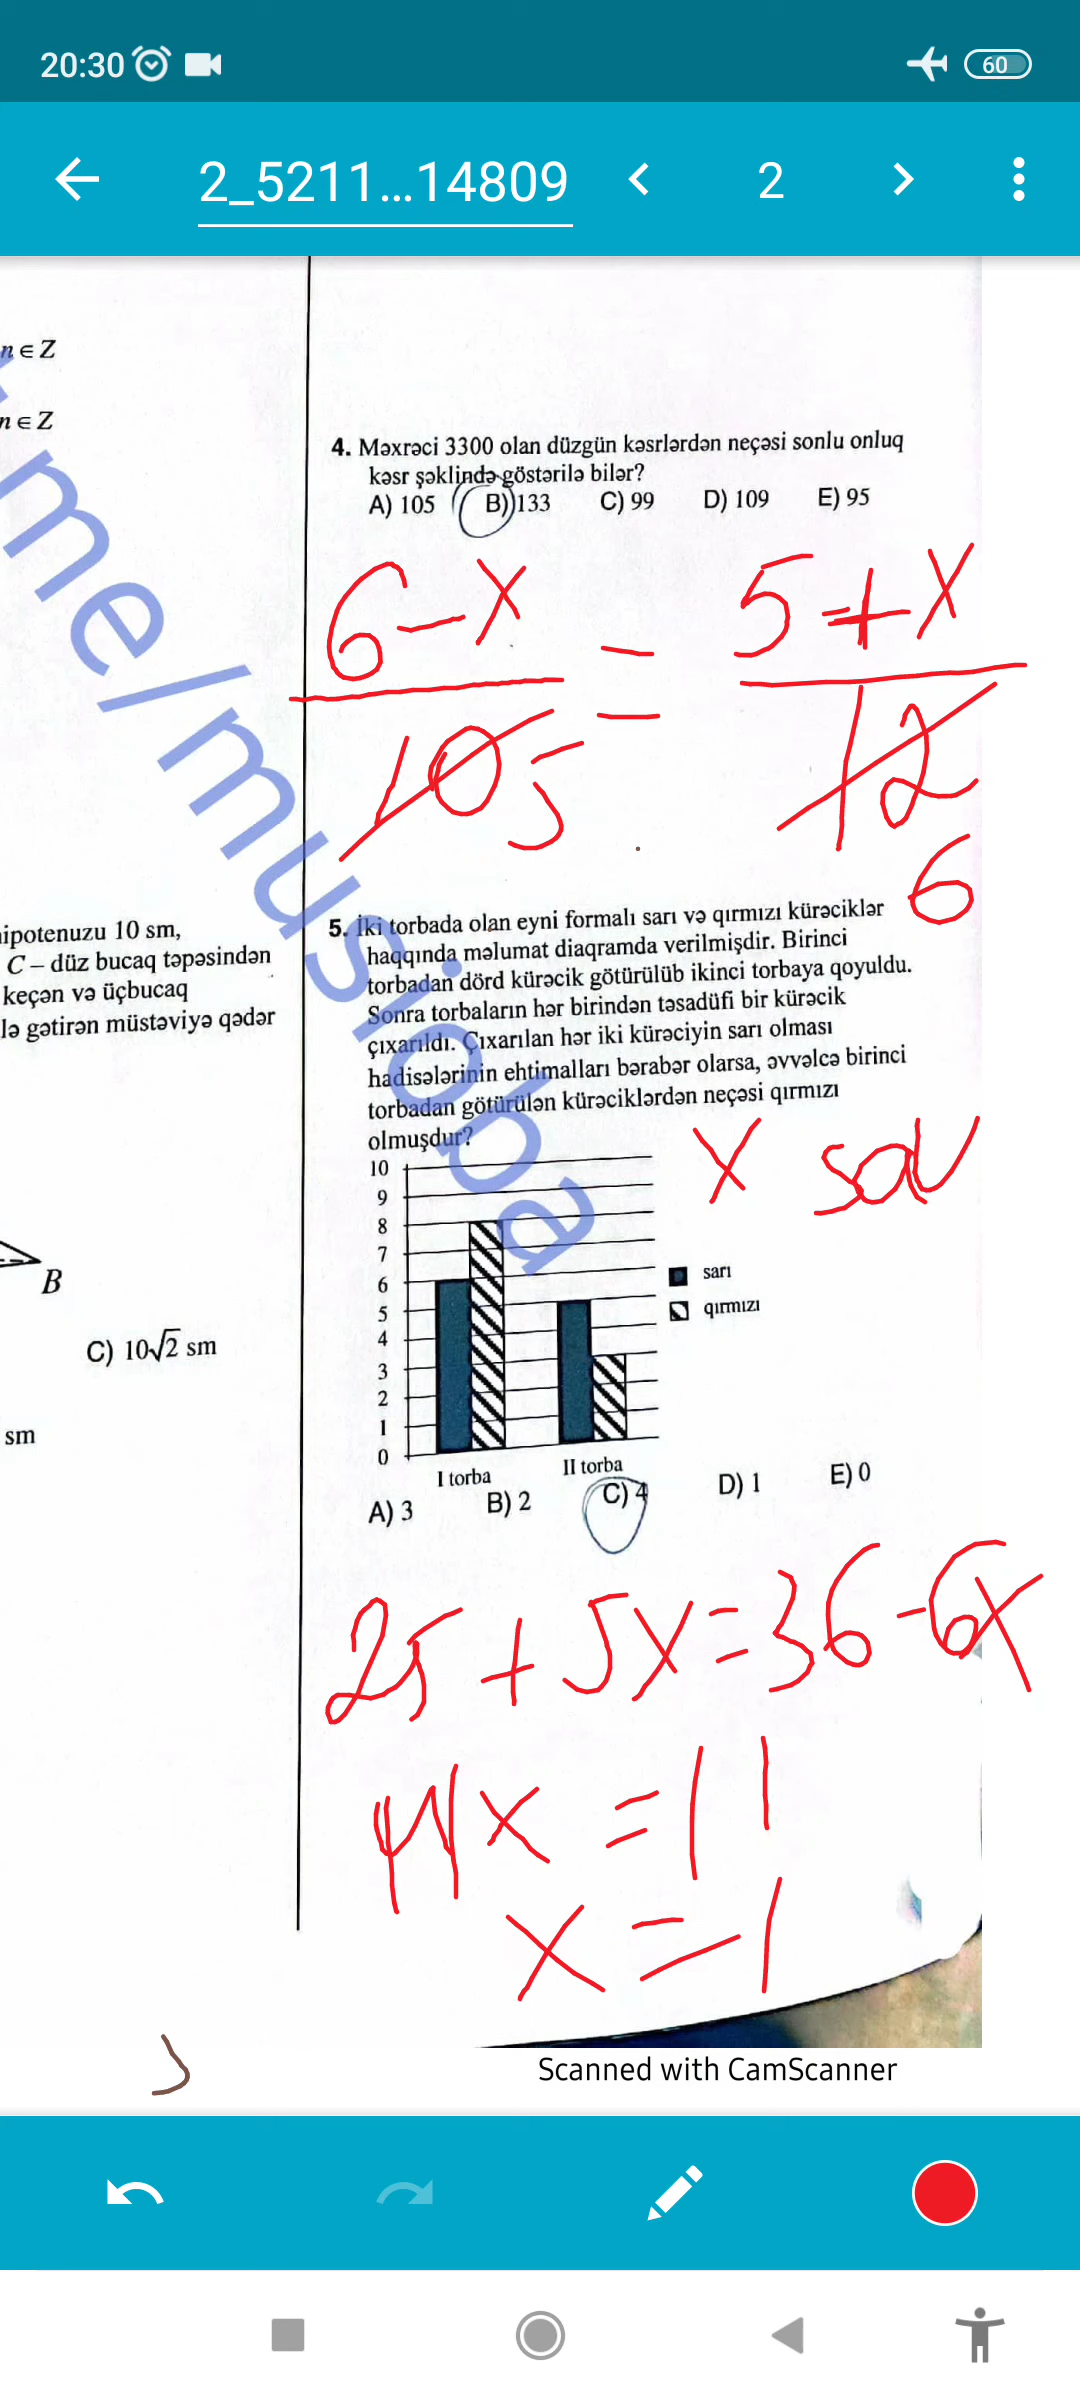 20:30
60
2_5211...14809
2
n ∈ Z
n ∈ Z
me/musioba
4. Məxrəci 3300 olan düzgün kəsrlərdən neçəsi sonlu onluq
kəsr şəklində göstərilə bilər?
A) 105 B) 133 C) 99 D) 109 E) 95
6-x = 5+x
10 5 12 6
hipotenuzu 10 sm,
C – düz bucaq təpəsindən
keçən və üçbucaq
lə gətirən müstəviyə qədər
B
C) 10√2 sm
sm
5. İki torbada olan eyni formalı sarı və qırmızı kürəciklər
haqqında məlumat diaqramda verilmişdir. Birinci
torbadan dörd kürəcik götürülüb ikinci torbaya qoyuldu.
Sonra torbaların hər birindən təsadüfi bir kürəcik
çıxarıldı. Çıxarılan hər iki kürəciyin sarı olması
hadisələrinin ehtimalları bərabər olarsa, əvvəlcə birinci
torbadan götürülən kürəciklərdən neçəsi qırmızı
olmuşdur?
x
10
9
8
7
6
5
4
3
2
1
0
sarı
qırmızı
I torba II torba
A) 3 B) 2 C) 4 D) 1 E) 0
25+5x=36-6x
11x=11
x=1
Scanned with CamScanner